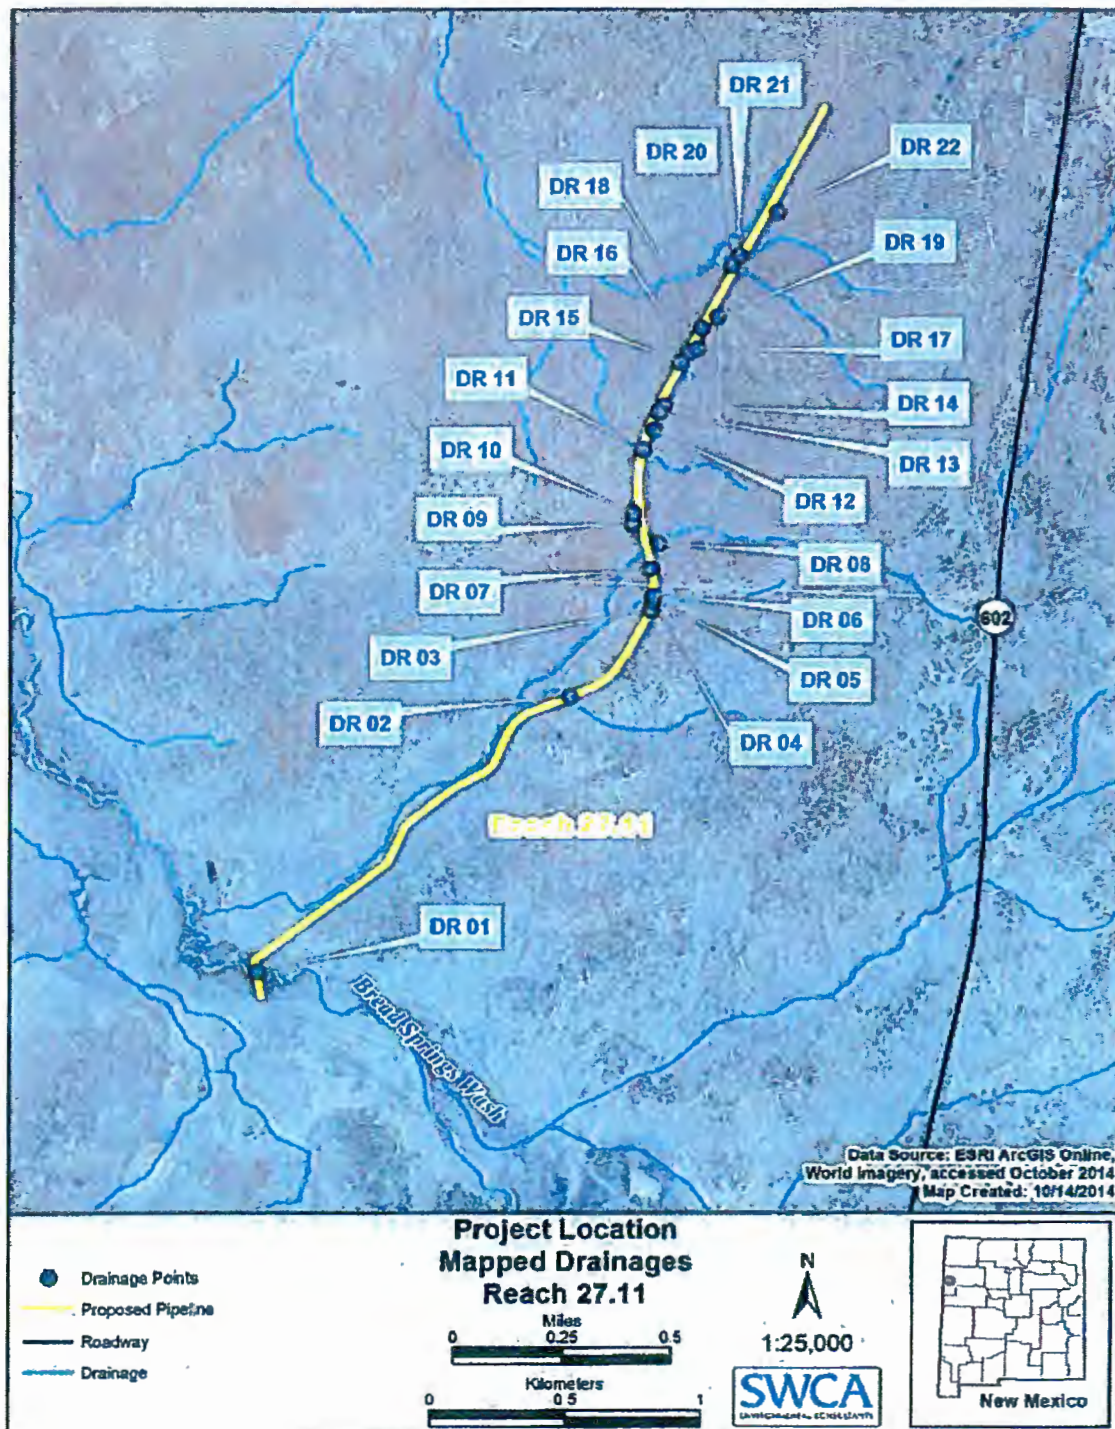 DR 21
DR 20
DR 22
DR 18
DR 19
DR 16
DR 15
DR 17
DR 11
DR 14
DR 10
DR 13
DR 12
DR 09
DR 08
DR 07
602
DR 06
DR 03
DR 05
DR 02
DR 04
Reach 27.11
DR 01
Bread Springs Wash
Data Source: ESRI ArcGIS Online,
World Imagery, accessed October 2014
Map Created: 10/14/2014
Drainage Points
Proposed Pipeline
Roadway
Drainage
Project Location
Mapped Drainages
Reach 27.11
Miles
0 0.25 0.5
Kilometers
0 0.5 1
N
1:25,000
SWCA
ENVIRONMENTAL CONSULTANTS
New Mexico